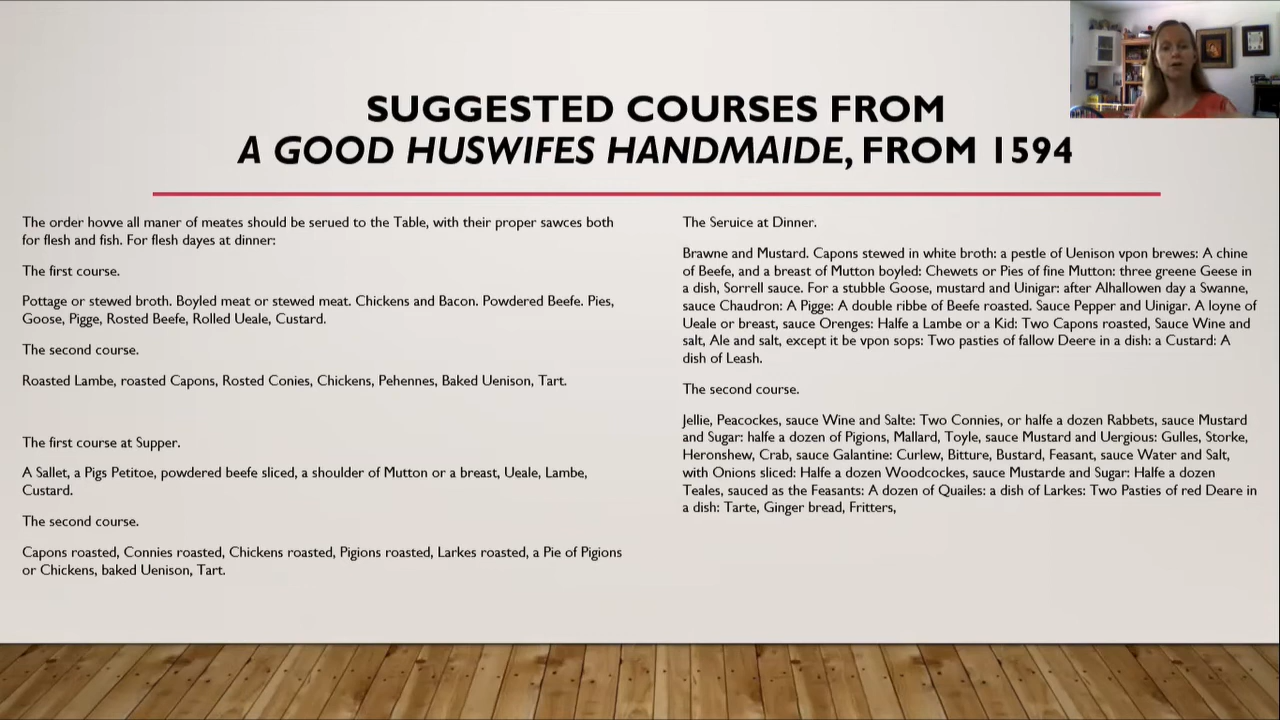 SUGGESTED COURSES FROM
A GOOD HUSWIFES HANDMAIDE, FROM 1594
The order hovve all maner of meates should be serued to the Table, with their proper sawces both
for flesh and fish. For flesh dayes at dinner:
The first course.
Pottage or stewed broth. Boyled meat or stewed meat. Chickens and Bacon. Powdered Beefe. Pies,
Goose, Pigge, Rosted Beefe, Rolled Ueale, Custard.
The second course.
Roasted Lambe, roasted Capons, Rosted Conies, Chickens, Pehennes, Baked Uenison, Tart.
The first course at Supper.
A Sallet, a Pigs Petitoe, powdered beefe sliced, a shoulder of Mutton or a breast, Ueale, Lambe,
Custard.
The second course.
Capons roasted, Connies roasted, Chickens roasted, Pigions roasted, Larkes roasted, a Pie of Pigions
or Chickens, baked Uenison, Tart.
The Seruice at Dinner.
Brawne and Mustard. Capons stewed in white broth: a pestle of Uenison vpon brewes: A chine
of Beefe, and a breast of Mutton boyled: Chewets or Pies of fine Mutton: three greene Geese in
a dish, Sorrell sauce. For a stubble Goose, mustard and Uinigar: after Alhallowen day a Swanne,
sauce Chaudron: A Pigge: A double ribbe of Beefe roasted. Sauce Pepper and Uinigar. A loyne of
Ueale or breast, sauce Orenges: Halfe a Lambe or a Kid: Two Capons roasted, Sauce Wine and
salt, Ale and salt, except it be vpon sops: Two pasties of fallow Deere in a dish: a Custard: A
dish of Leash.
The second course.
Jellie, Peacockes, sauce Wine and Salte: Two Connies, or halfe a dozen Rabbets, sauce Mustard
and Sugar: halfe a dozen of Pigions, Mallard, Toyle, sauce Mustard and Uergious: Gulles, Storke,
Heronshew, Crab, sauce Galantine: Curlew, Bitture, Bustard, Feasant, sauce Water and Salt,
with Onions sliced: Halfe a dozen Woodcockes, sauce Mustarde and Sugar: Halfe a dozen
Teales, sauced as the Feasants: A dozen of Quailes: a dish of Larkes: Two Pasties of red Deare in
a dish: Tarte, Ginger bread, Fritters,